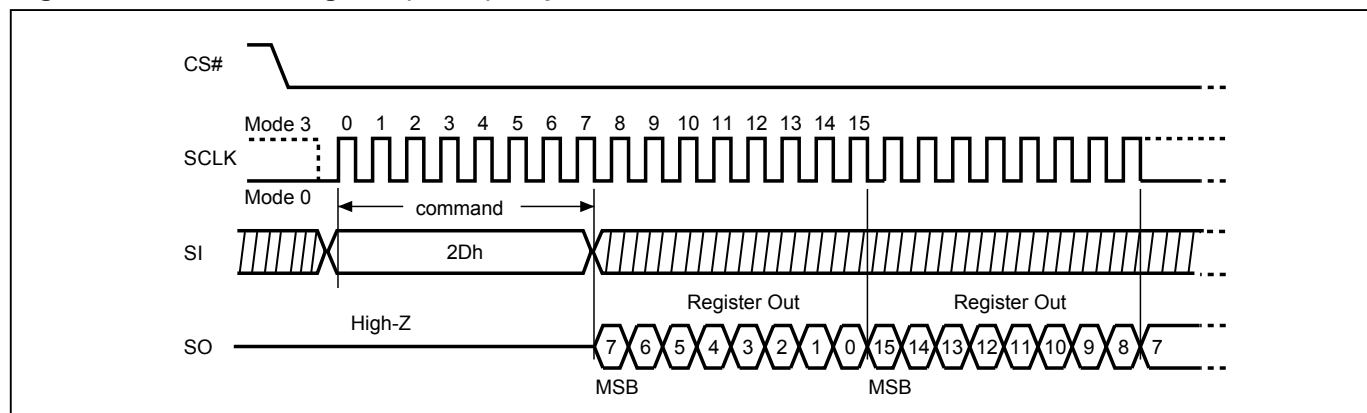 CS#
Mode 3 0 1 2 3 4 5 6 7 8 9 10 11 12 13 14 15
SCLK
Mode 0
command
SI 2Dh
Register Out Register Out
High-Z
SO 7 6 5 4 3 2 1 0 15 14 13 12 11 10 9 8 7
MSB MSB